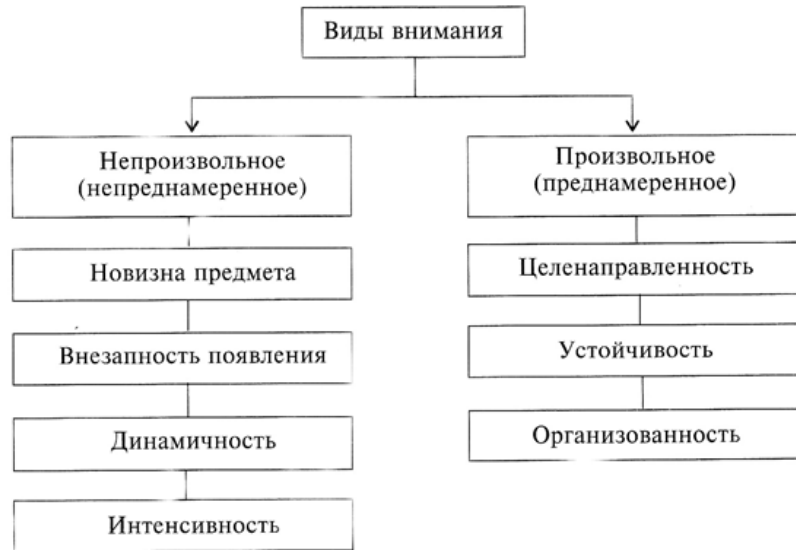 Виды внимания
Непроизвольное
(непреднамеренное)
Новизна предмета
Внезапность появления
Динамичность
Интенсивность
Произвольное
(преднамеренное)
Целенаправленность
Устойчивость
Организованность